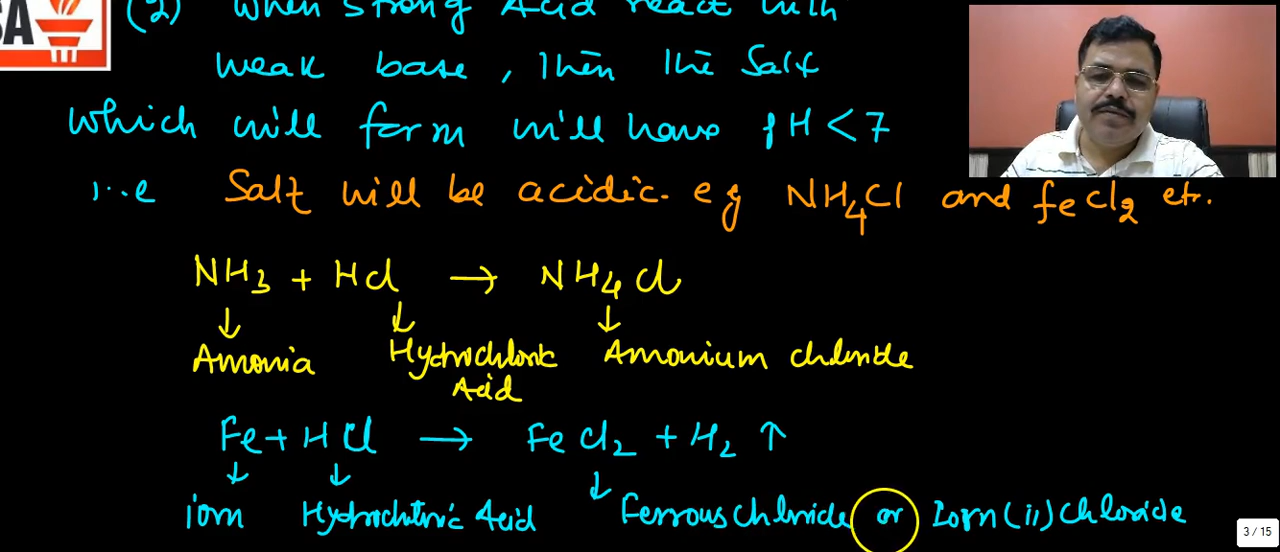 SA
(2) When strong Acid react with
weak base, Then The Salt
which will form will have pH < 7
i.e Salt will be acidic. eg NH4Cl and FeCl2 etc.
NH3 + HCl → NH4Cl
↓ ↓ ↓
Amonia Hydrochloric Acid Amonium chloride
Fe + HCl → FeCl2 + H2 ↑
↓ ↓ ↓
iorn Hydrochloric Acid Ferrous chloride or Iorn (ii) chloride
3 / 15